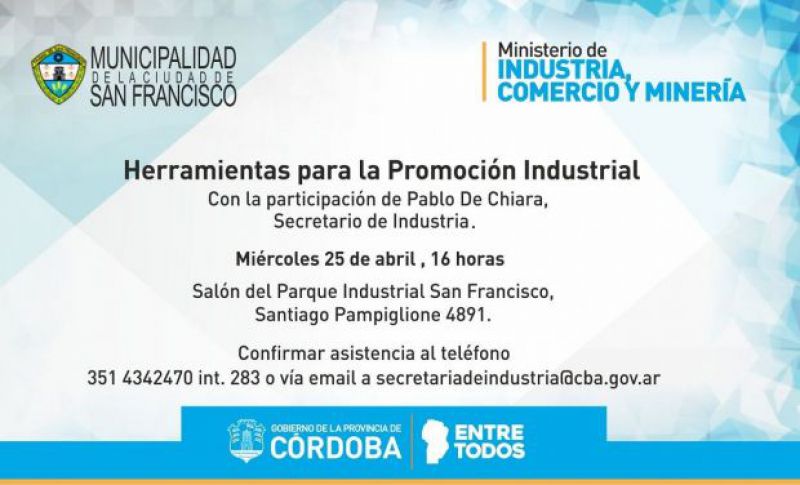 MUNICIPALIDAD
DE LA CIUDAD DE
SAN FRANCISCO
Ministerio de
INDUSTRIA,
COMERCIO Y MINERÍA
Herramientas para la Promoción Industrial
Con la participación de Pablo De Chiara,
Secretario de Industria.
Miércoles 25 de abril , 16 horas
Salón del Parque Industrial San Francisco,
Santiago Pampiglione 4891.
Confirmar asistencia al teléfono
351 4342470 int. 283 o vía email a secretariadeindustria@cba.gov.ar
GOBIERNO DE LA PROVINCIA DE
CÓRDOBA
ENTRE
TODOS